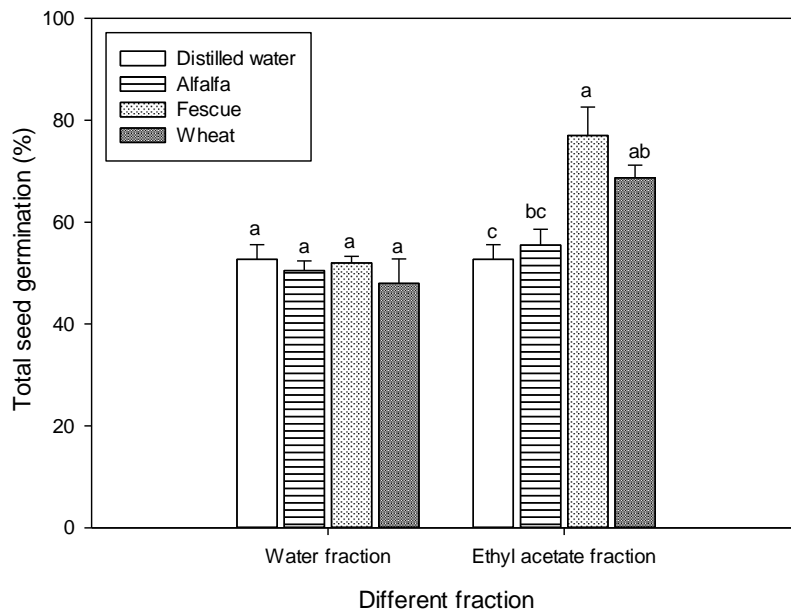 100
80
60
40
20
0
Total seed germination (%)
Distilled water
Alfalfa
Fescue
Wheat
a a a a
c bc a ab
Water fraction Ethyl acetate fraction
Different fraction